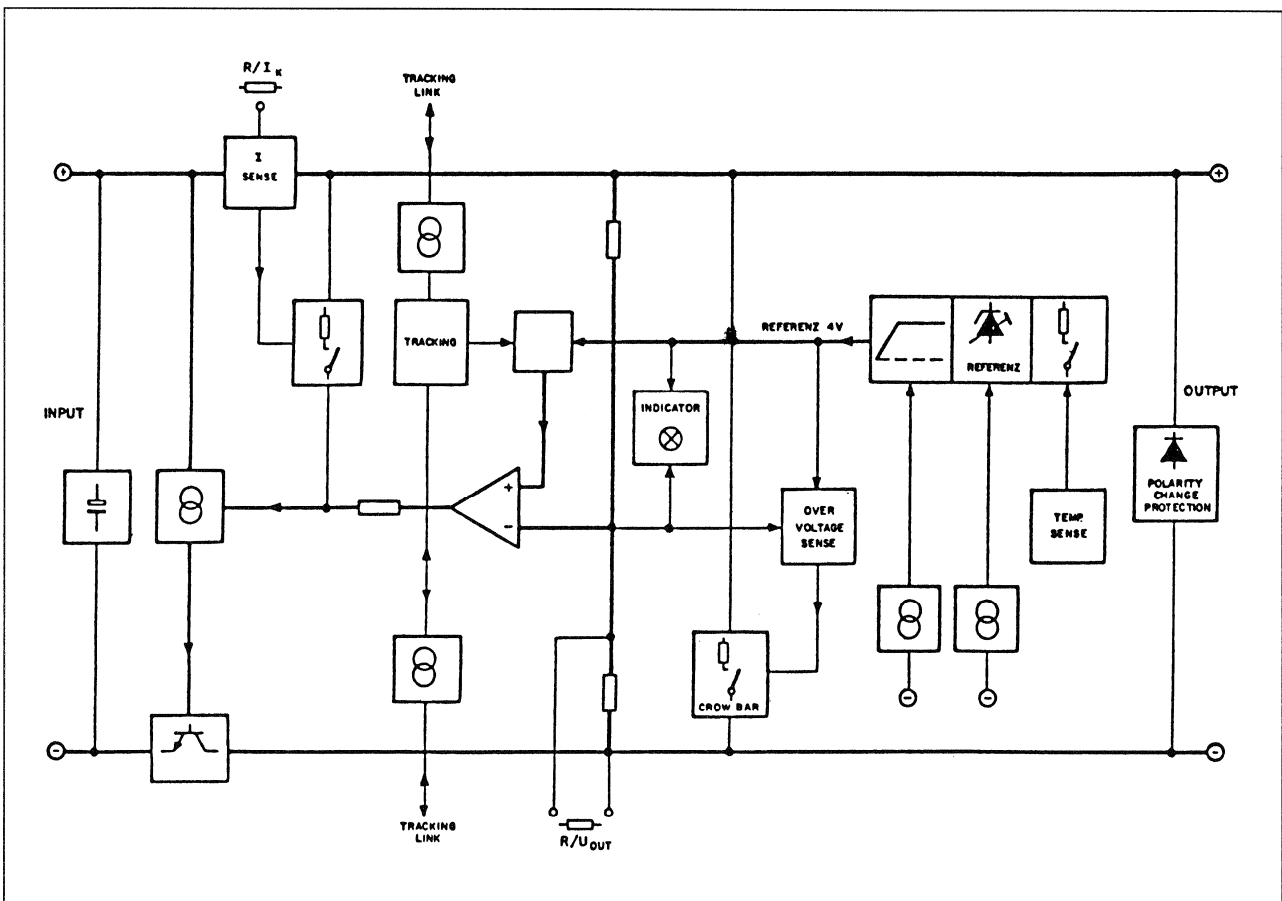 R/I K
TRACKING
LINK
+
I
SENSE
+
TRACKING
REFERENZ 4V
REFERENZ
INPUT
INDICATOR
OUTPUT
+
-
OVER
VOLTAGE
SENSE
TEMP.
SENSE
POLARITY
CHANGE
PROTECTION
-
-
CROW BAR
-
-
TRACKING
LINK
R/U OUT